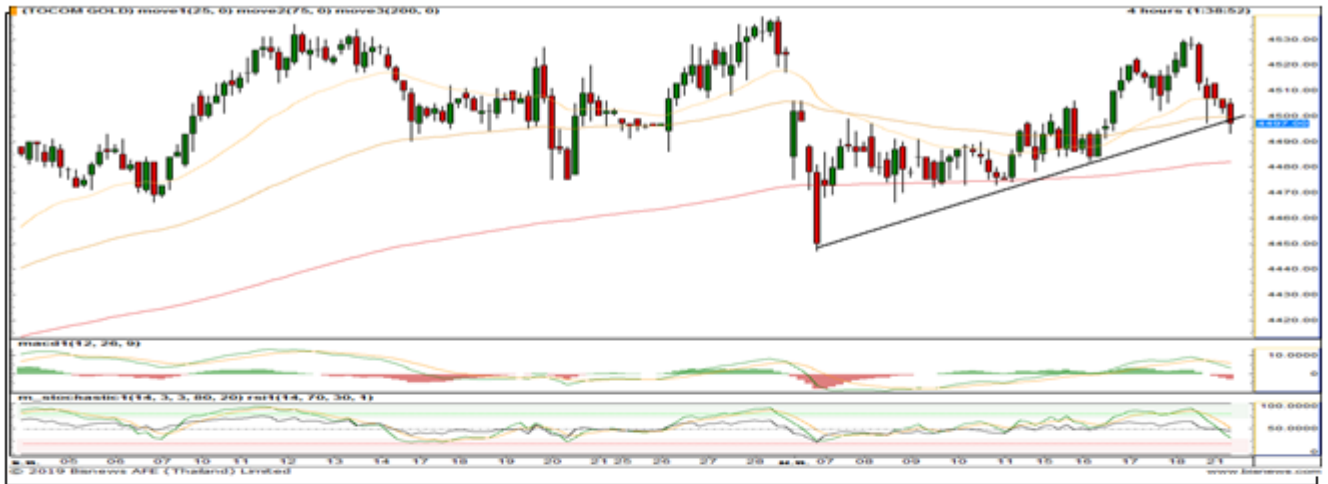 (TOCOM GOLD) move1(25, 0) move2(75, 0) move3(200, 0)
4 hours (1:38:52)
4530.00
4520.00
4510.00
4500.00
4497.00
4490.00
4480.00
4470.00
4460.00
4450.00
4440.00
4430.00
4420.00
macd1(12, 26, 9)
10.0000
0
m_stochastic1(14, 3, 3, 80, 20) rsi1(14, 70, 30, 1)
100.0000
50.0000
0
05 06 07 10 11 12 13 14 17 18 19 20 21 25 26 27 28 07 08 09 10 11 15 16 17 18 21
© 2019 Bisnews AFE (Thailand) Limited
www.bisnews.com